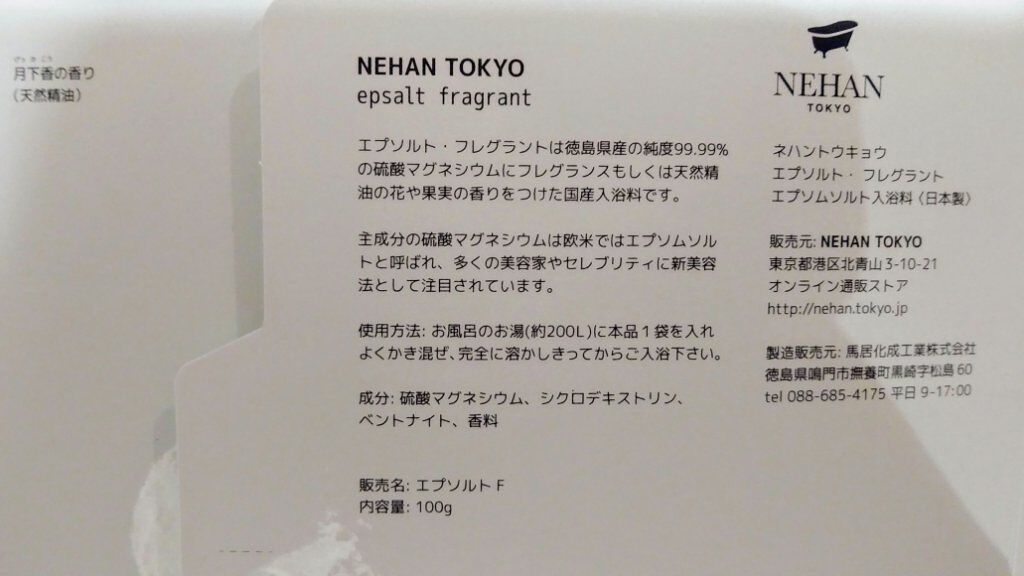 月下香の香り
(天然精油)
NEHAN TOKYO
epsalt fragrant
エプソルト・フレグラントは徳島県産の純度99.99%
の硫酸マグネシウムにフレグランスもしくは天然精
油の花や果実の香りをつけた国産入浴料です。
主成分の硫酸マグネシウムは欧米ではエプソムソル
トと呼ばれ、多くの美容家やセレブリティに新美容
法として注目されています。
使用方法: お風呂のお湯(約200L)に本品1袋を入れ
よくかき混ぜ、完全に溶かしきってからご入浴下さい。
成分: 硫酸マグネシウム、シクロデキストリン、
ベントナイト、香料
販売名: エプソルト F
内容量: 100g
NEHAN
TOKYO
ネハントウキョウ
エプソルト・ フレグラント
エプソムソルト入浴料〈日本製〉
販売元: NEHAN TOKYO
東京都港区北青山3-10-21
オンライン通販ストア
http://nehan.tokyo.jp
製造販売元: 馬居化成工業株式会社
徳島県鳴門市撫養町黒崎字松島 60
tel 088-685-4175 平日 9-17:00